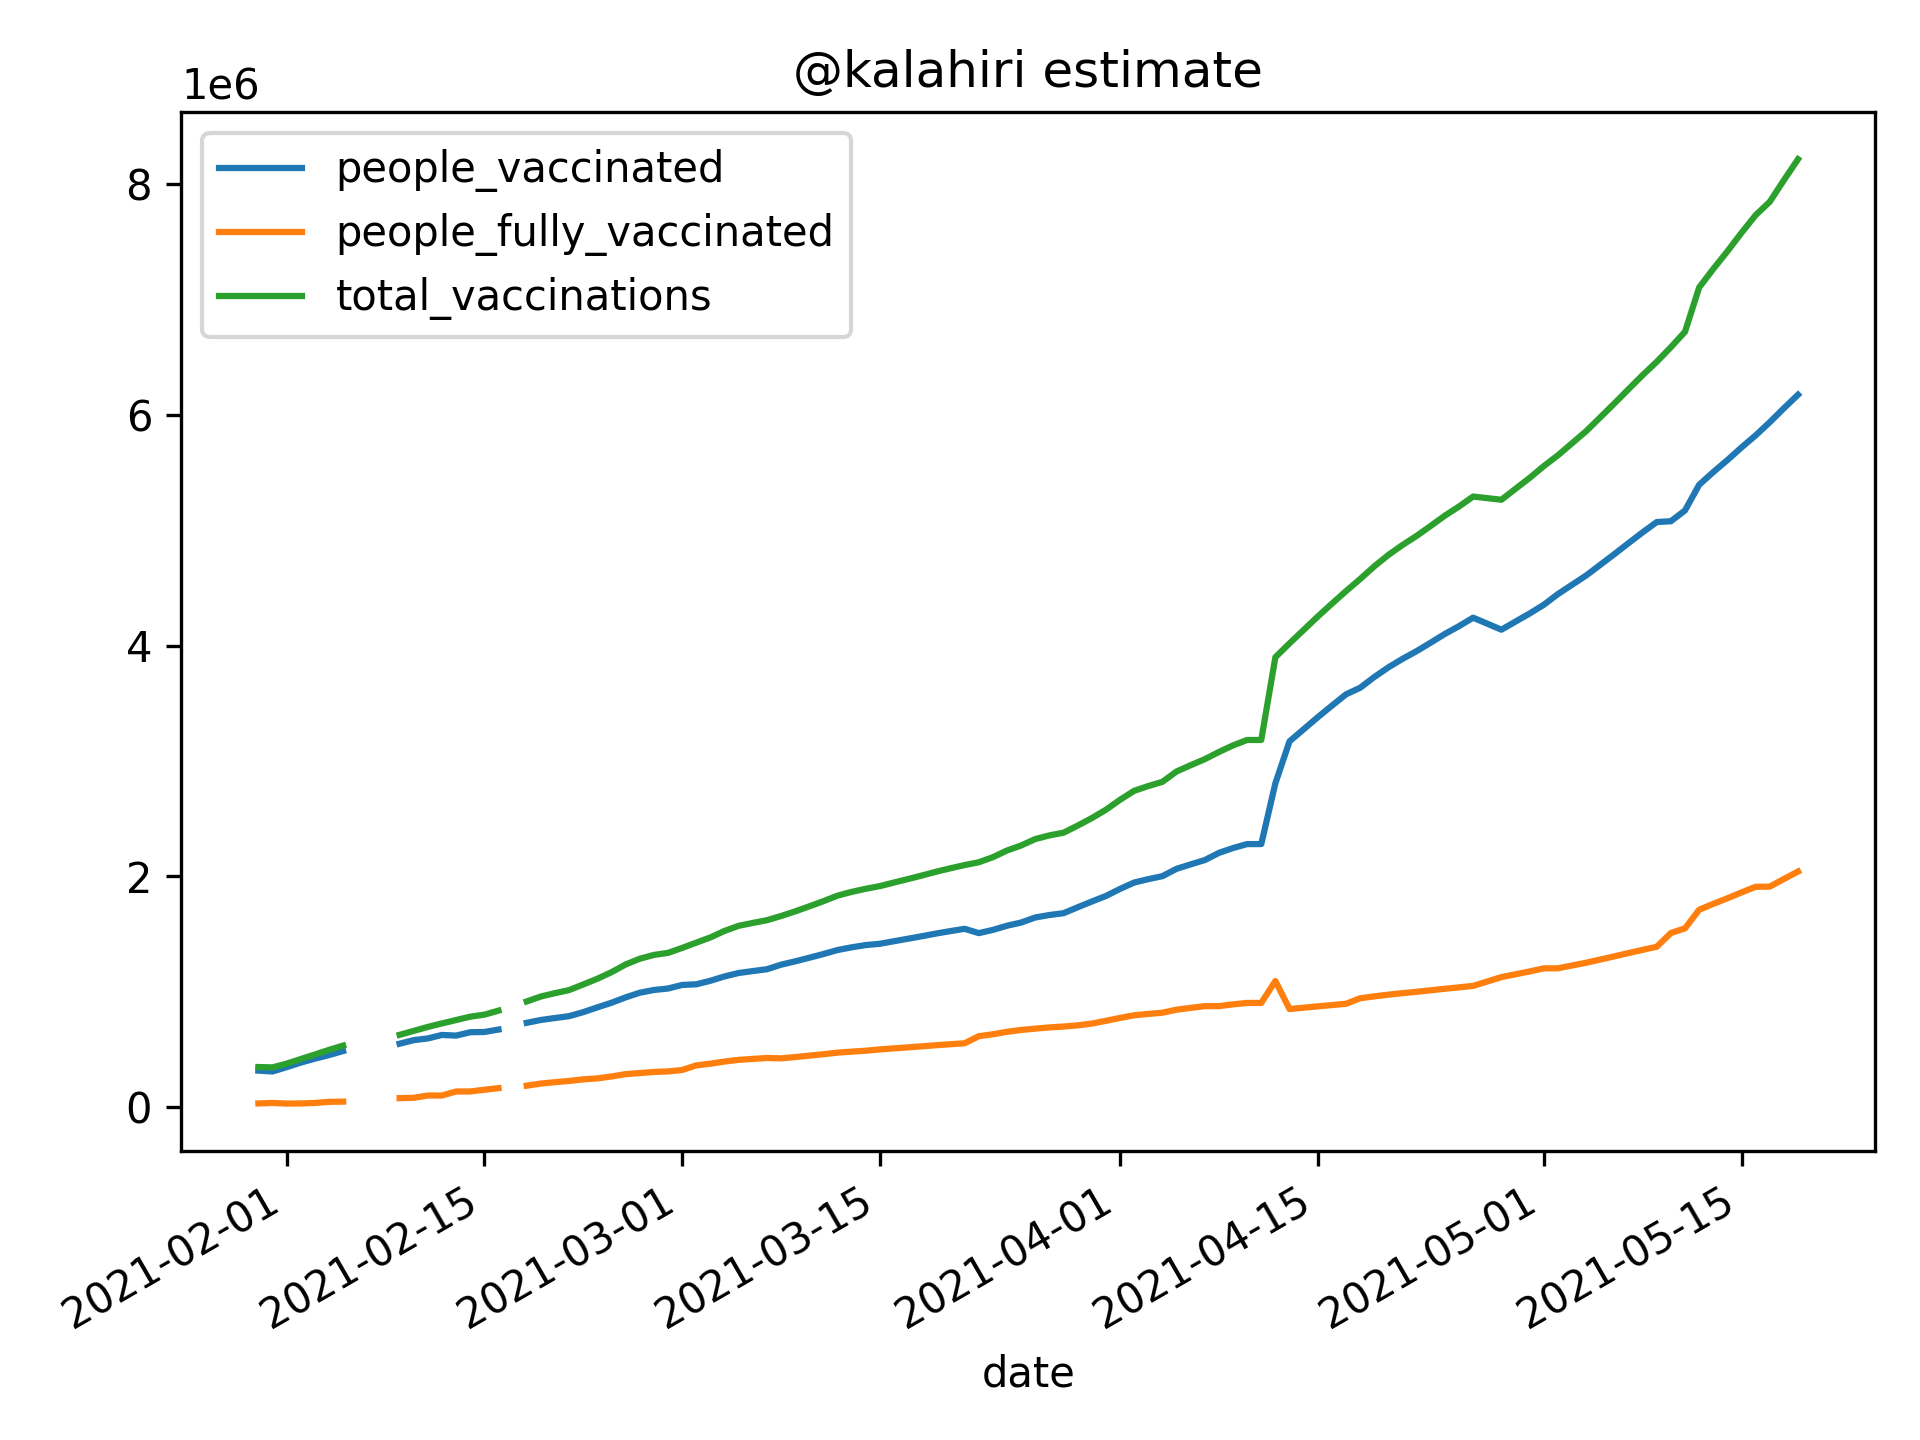 @kalahiri estimate
1e6
people_vaccinated
people_fully_vaccinated
total_vaccinations
8
6
4
2
0
2021-02-01
2021-02-15
2021-03-01
2021-03-15
2021-04-01
2021-04-15
2021-05-01
2021-05-15
date